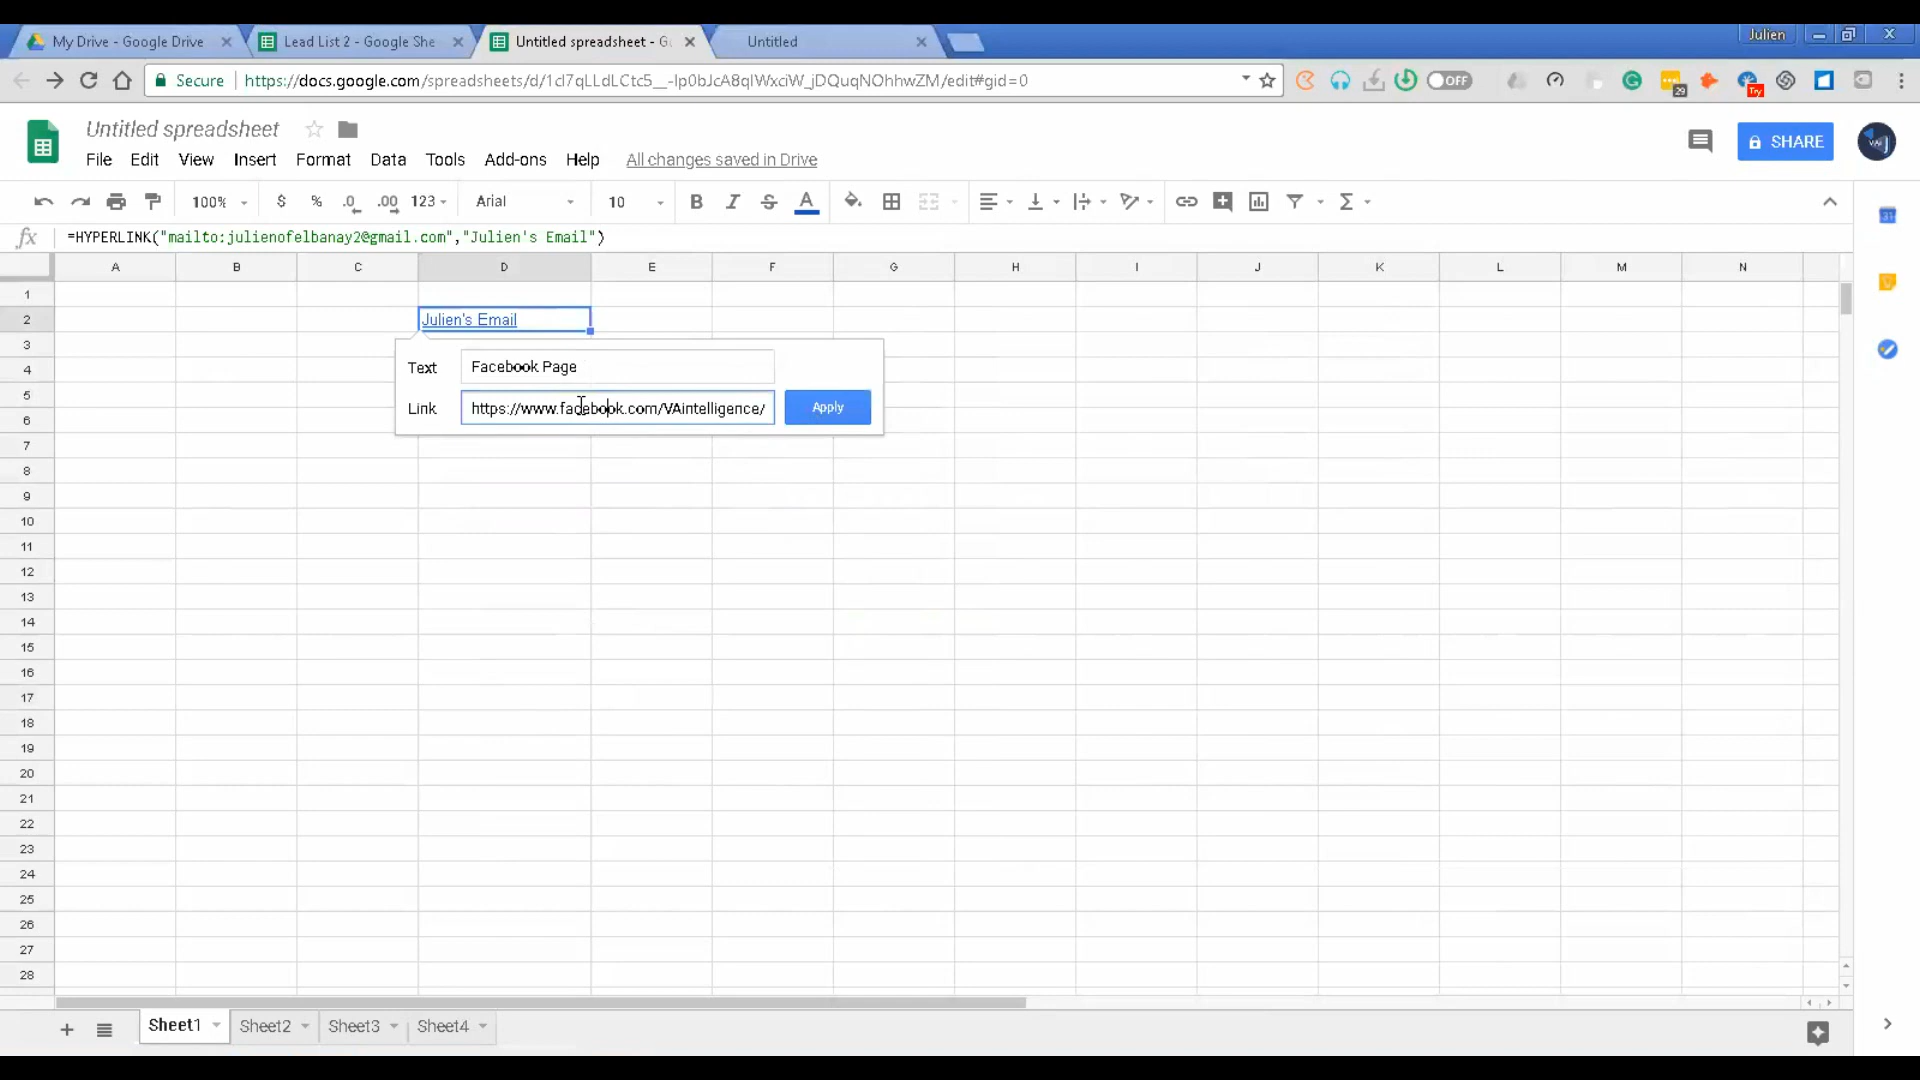 My Drive - Google Drive
Lead List 2 - Google She
Untitled spreadsheet - Go
Untitled
Julien
Secure
https://docs.google.com/spreadsheets/d/1cl7qLLdLCtc5__-Ip0bJcA8qlWxciW_jDQuqNOhhwZM/edit#gid=0
OFF
29
Try
Untitled spreadsheet
File Edit View Insert Format Data Tools Add-ons Help All changes saved in Drive
SHARE
100% $ % .0 .00 123 Arial 10 B I S A Σ
fx =HYPERLINK("mailto:julienofelbanay2@gmail.com","Julien's Email")
A B C D E F G H I J K L M N
1
2 Julien's Email
3
Text Facebook Page
4
5
Link https://www.facebook.com/VAintelligence/ Apply
6
7
8
9
10
11
12
13
14
15
16
17
18
19
20
21
22
23
24
25
26
27
28
Sheet1 Sheet2 Sheet3 Sheet4